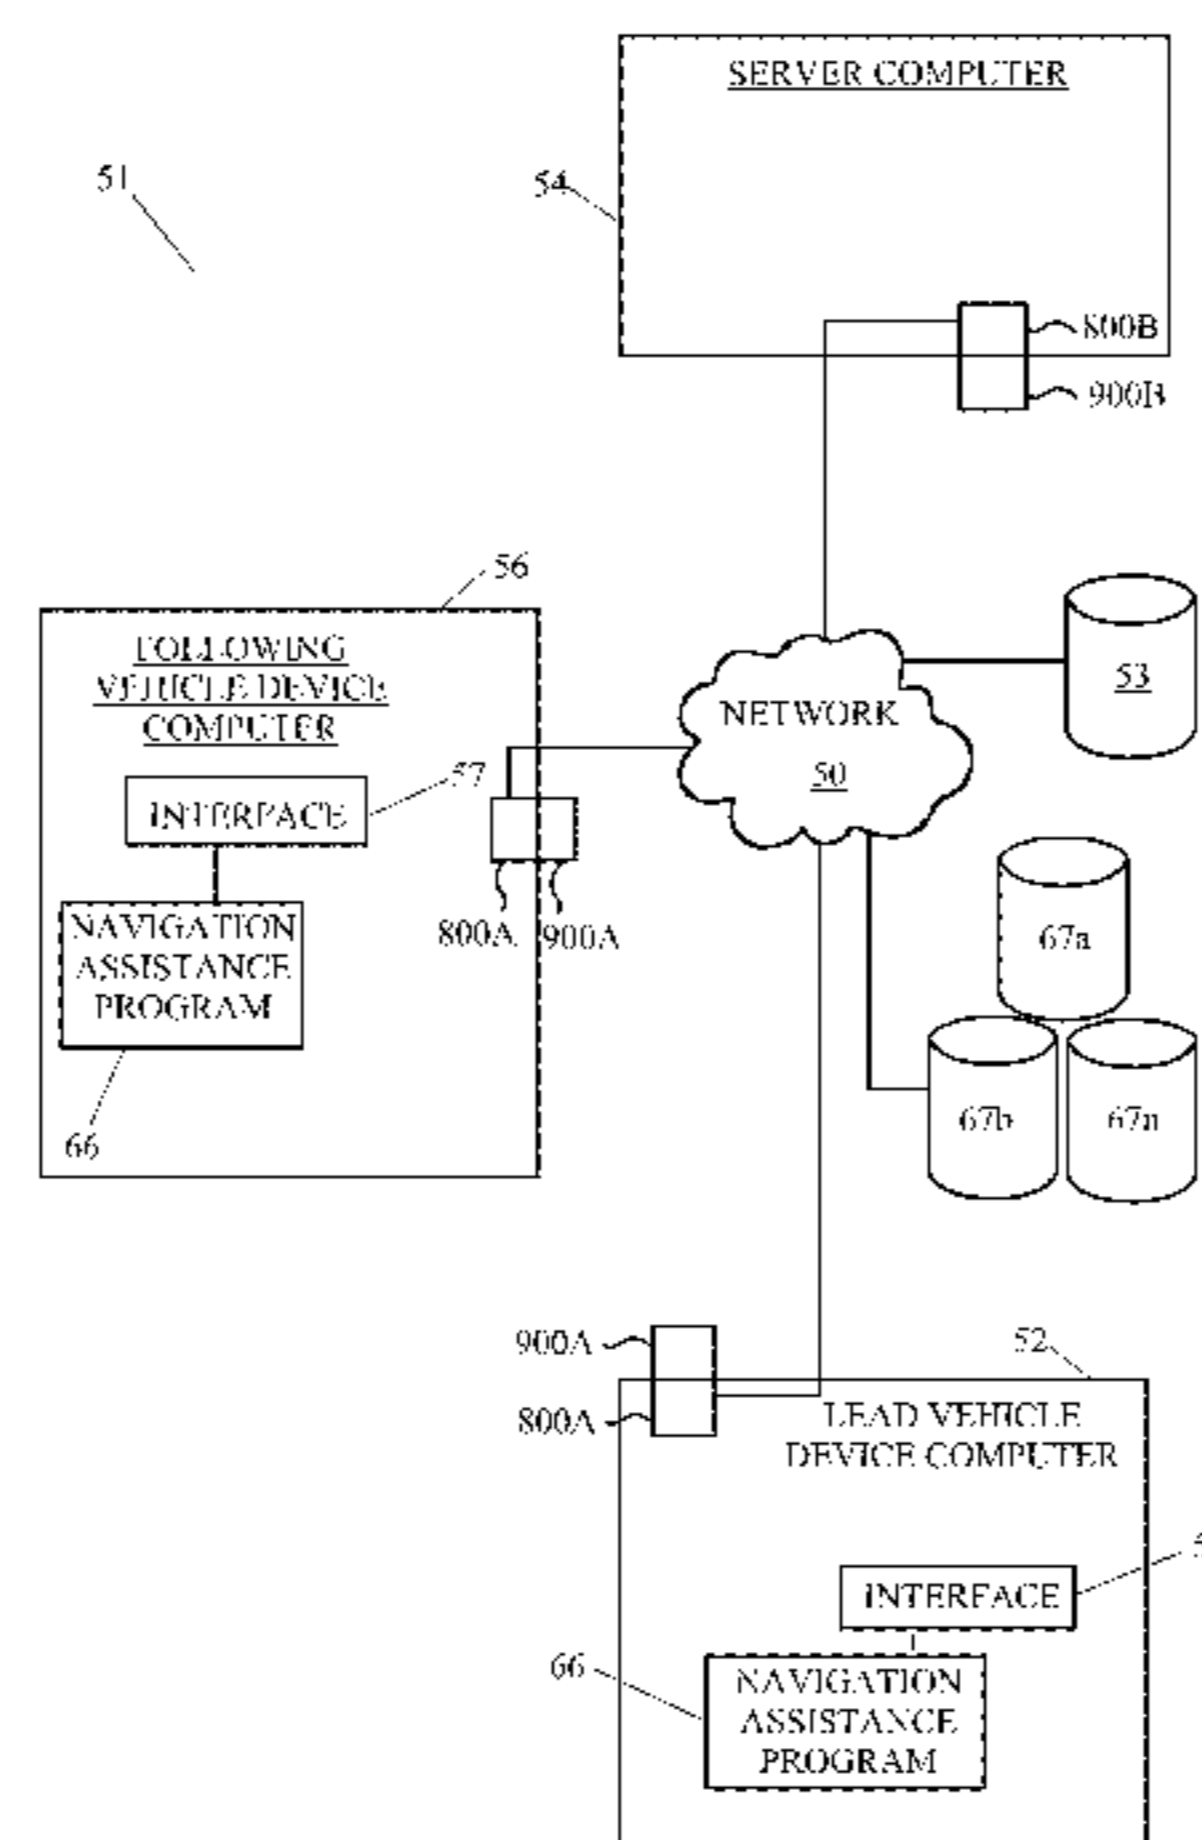 SERVER COMPUTER
51
54
800B
900B
56
FOLLOWING
VEHICLE DEVICE
COMPUTER
53
NETWORK
50
57
INTERFACE
800A
900A
NAVIGATION
ASSISTANCE
PROGRAM
67a
66
67b
67n
900A
52
800A
LEAD VEHICLE
DEVICE COMPUTER
INTERFACE
66
NAVIGATION
ASSISTANCE
PROGRAM